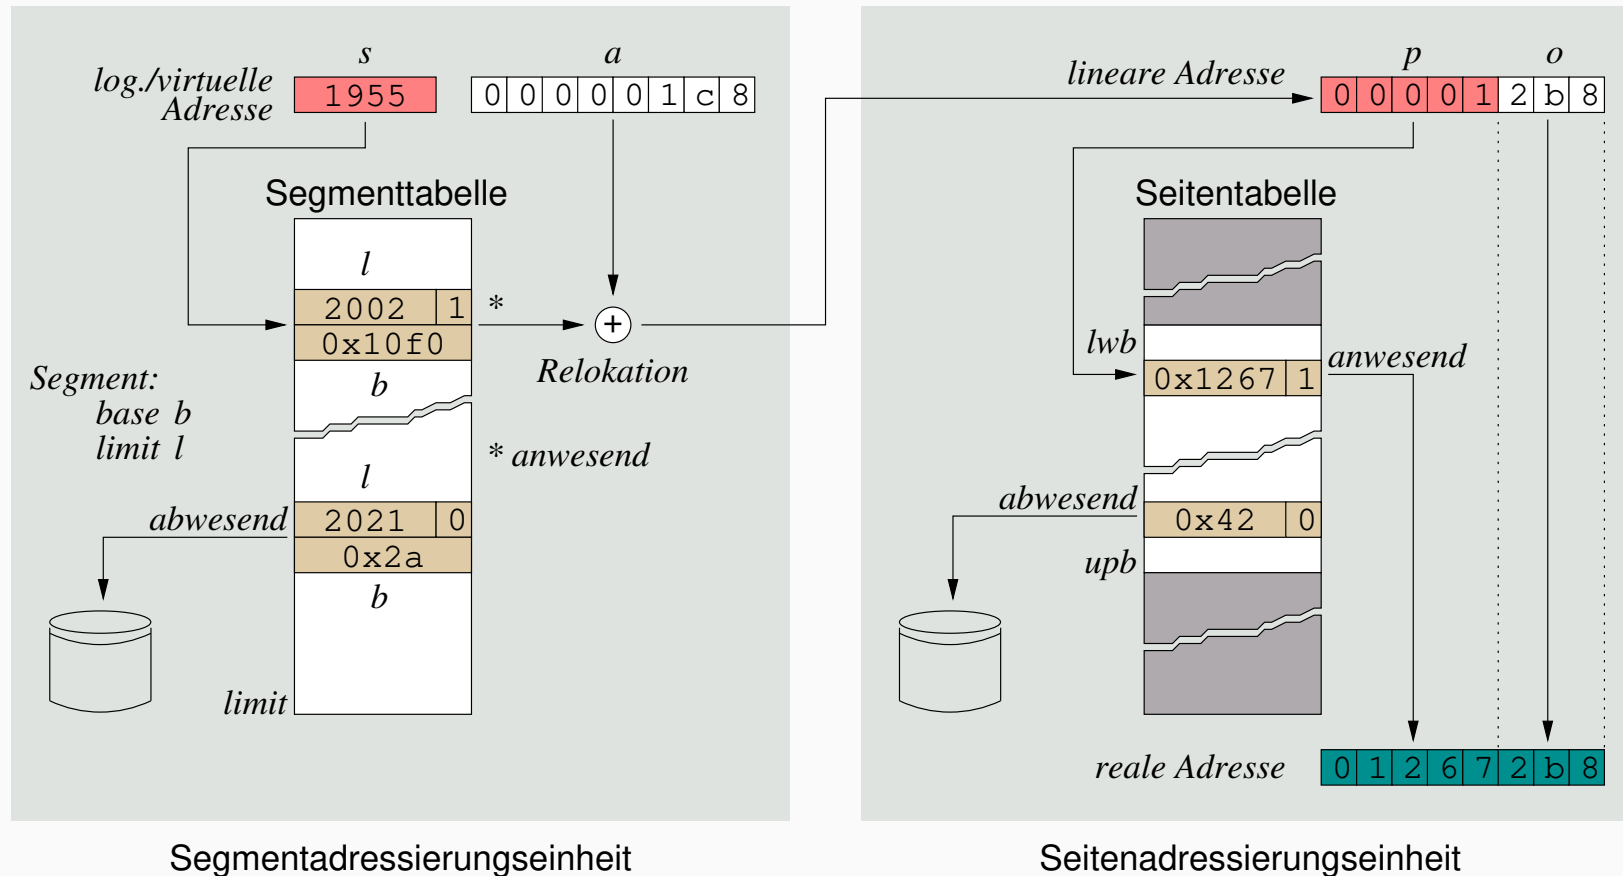 s
a
log./virtuelle
Adresse
1955
0 0 0 0 0 1 c 8
Segmenttabelle
l
2002 1 *
0x10f0
b
+
Relokation
Segment:
base b
limit l
* anwesend
l
abwesend
2021 0
0x2a
b
limit
Segmentadressierungseinheit
p
o
lineare Adresse
0 0 0 0 1 2 b 8
Seitentabelle
lwb
0x1267 1
anwesend
abwesend
0x42 0
upb
reale Adresse
0 1 2 6 7 2 b 8
Seitenadressierungseinheit